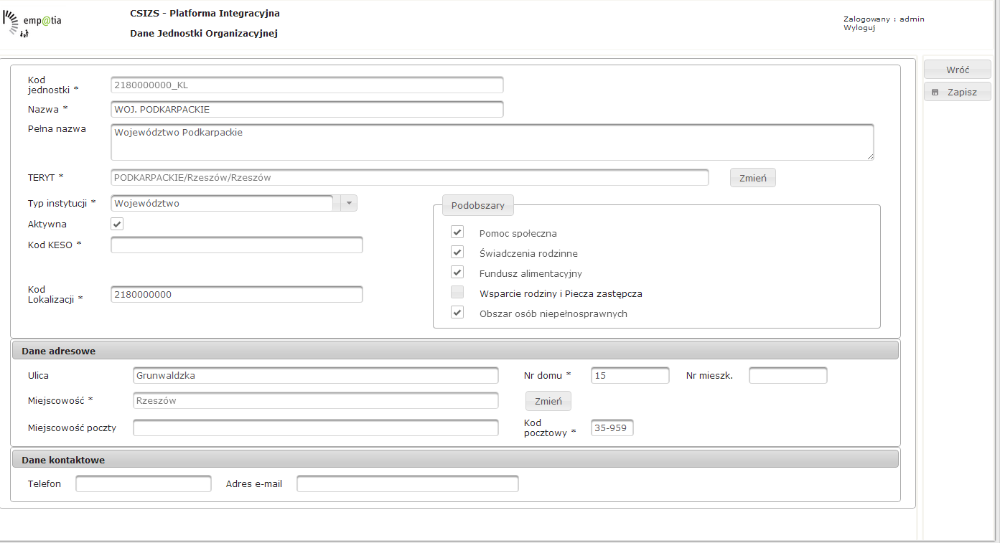 emp@tia
CSIZS - Platforma Integracyjna
Dane Jednostki Organizacyjnej
Zalogowany : admin
Wyloguj
Wróć
Zapisz
Kod
jednostki *
2180000000_KL
Nazwa *
WOJ. PODKARPACKIE
Pełna nazwa
Województwo Podkarpackie
TERYT *
PODKARPACKIE/Rzeszów/Rzeszów
Zmień
Typ instytucji *
Województwo
Aktywna
Kod KESO *
Kod
Lokalizacji *
2180000000
Podobszary
Pomoc społeczna
Świadczenia rodzinne
Fundusz alimentacyjny
Wsparcie rodziny i Piecza zastępcza
Obszar osób niepełnosprawnych
Dane adresowe
Ulica
Grunwaldzka
Nr domu *
15
Nr mieszk.
Miejscowość *
Rzeszów
Zmień
Miejscowość poczty
Kod
pocztowy *
35-959
Dane kontaktowe
Telefon
Adres e-mail